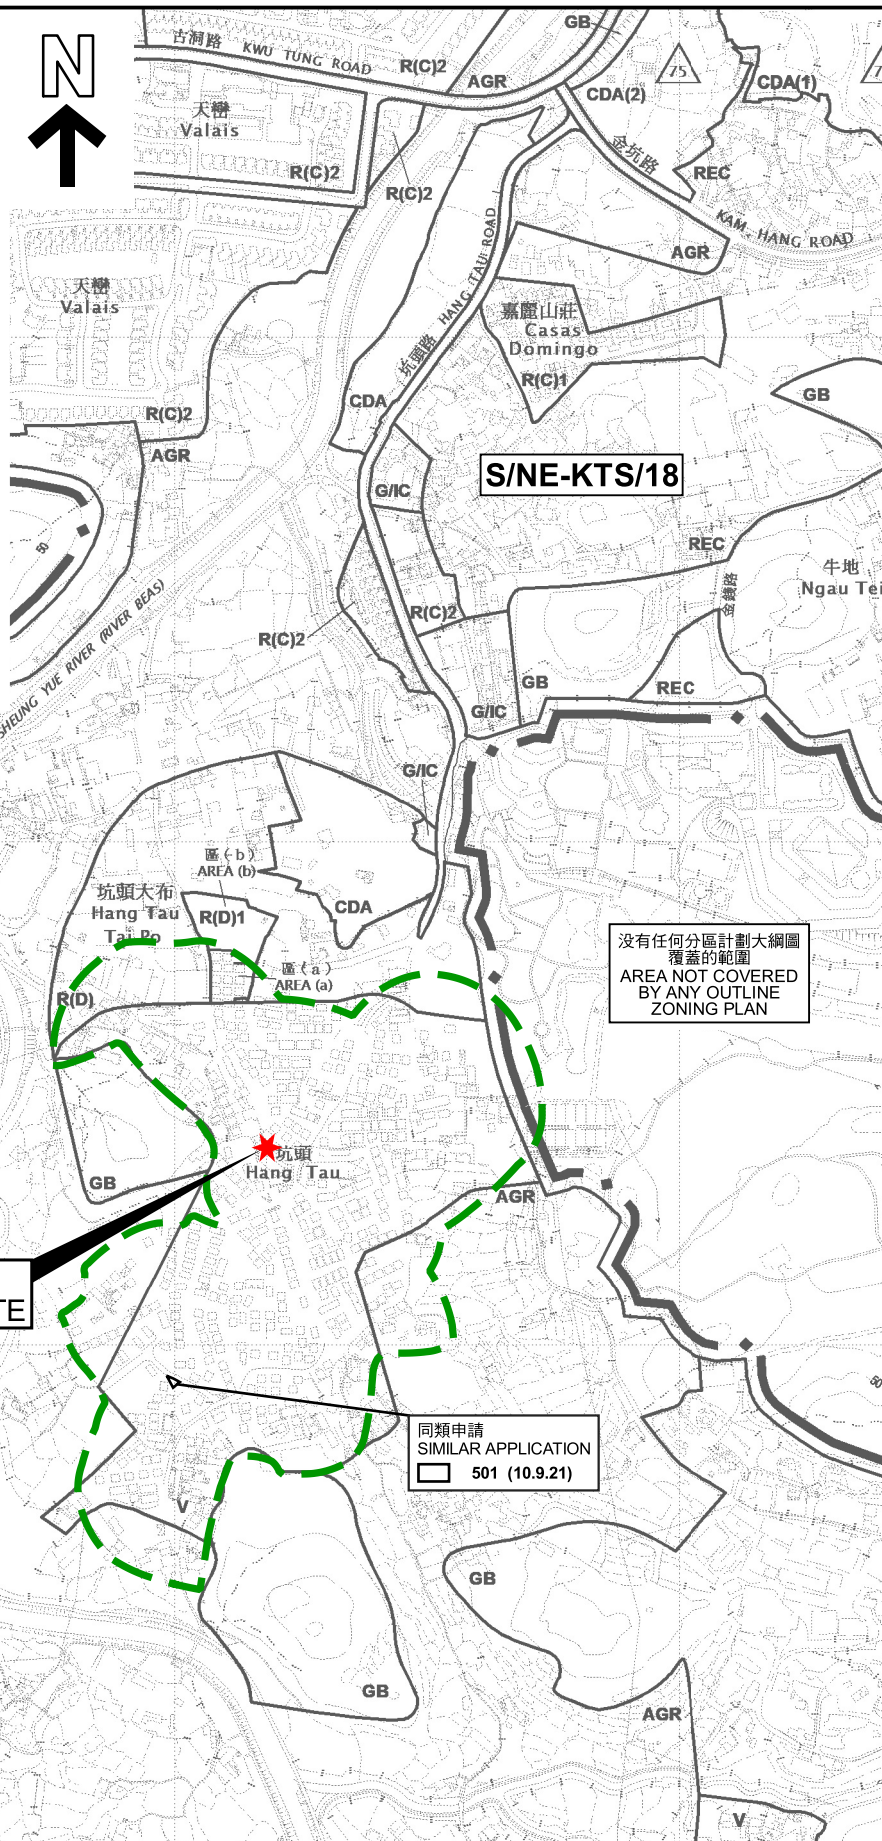 N
古洞路 KWU TUNG ROAD
R(C)2
AGR
GB
75
CDA(1)
7
天巒
Valais
CDA(2)
金坑路
R(C)2
R(C)2
REC
KAM HANG ROAD
AGR
天巒
Valais
坑頭路 HANG TAU ROAD
嘉麗山莊
Casas
Domingo
R(C)1
CDA
GB
R(C)2
AGR
S/NE-KTS/18
G/IC
50
REC
牛地
Ngau Tei
金錢路
SHEUNG YUE RIVER (RIVER BEAS)
R(C)2
R(C)2
GB
REC
G/IC
G/IC
區 ( b )
AREA (b)
坑頭大布
Hang Tau
Tai Po
R(D)1
CDA
没有任何分區計劃大綱圖
覆蓋的範圍
AREA NOT COVERED
BY ANY OUTLINE
ZONING PLAN
區 ( a )
AREA (a)
R(D)
坑頭
Hang Tau
GB
AGR
TE
50
同類申請
SIMILAR APPLICATION
501 (10.9.21)
V
GB
GB
AGR
V